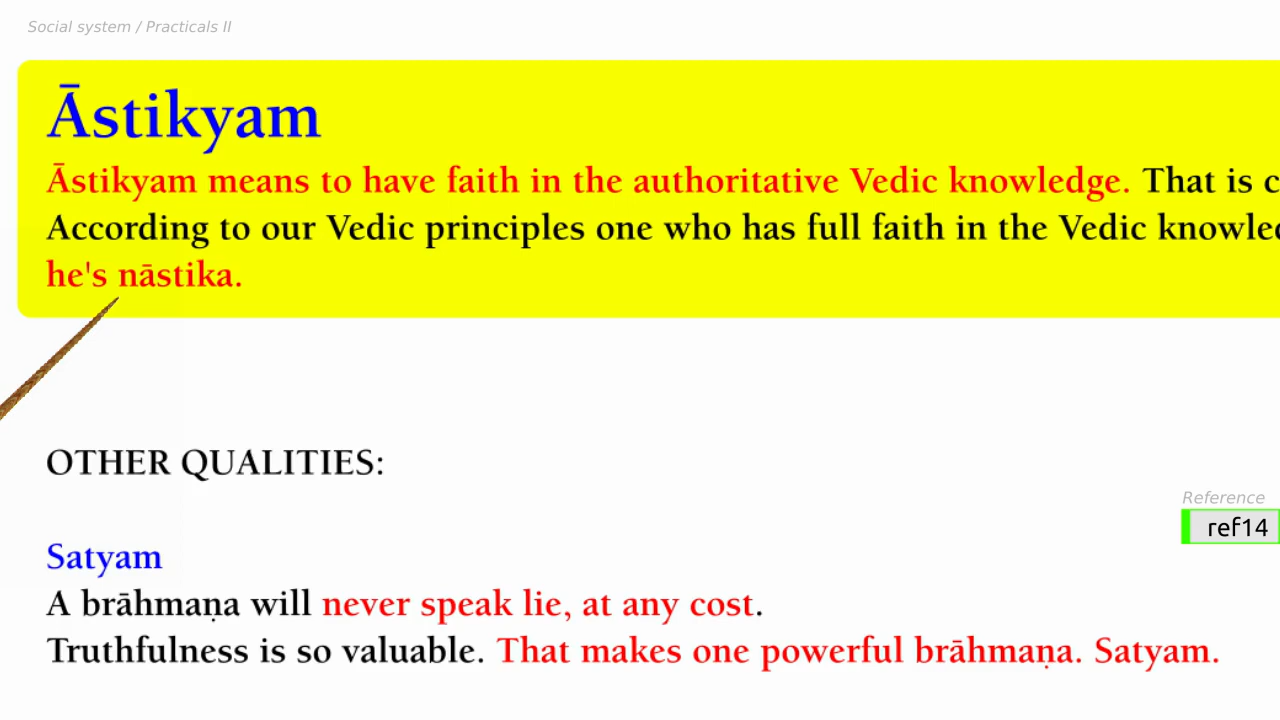 Social system / Practicals II
Āstikyam
Āstikyam means to have faith in the authoritative Vedic knowledge. That is
According to our Vedic principles one who has full faith in the Vedic
he's nāstika.
OTHER QUALITIES:
Reference
ref14
Satyam
A brāhmaṇa will never speak lie, at any cost.
Truthfulness is so valuable. That makes one powerful brāhmaṇa. Satyam.